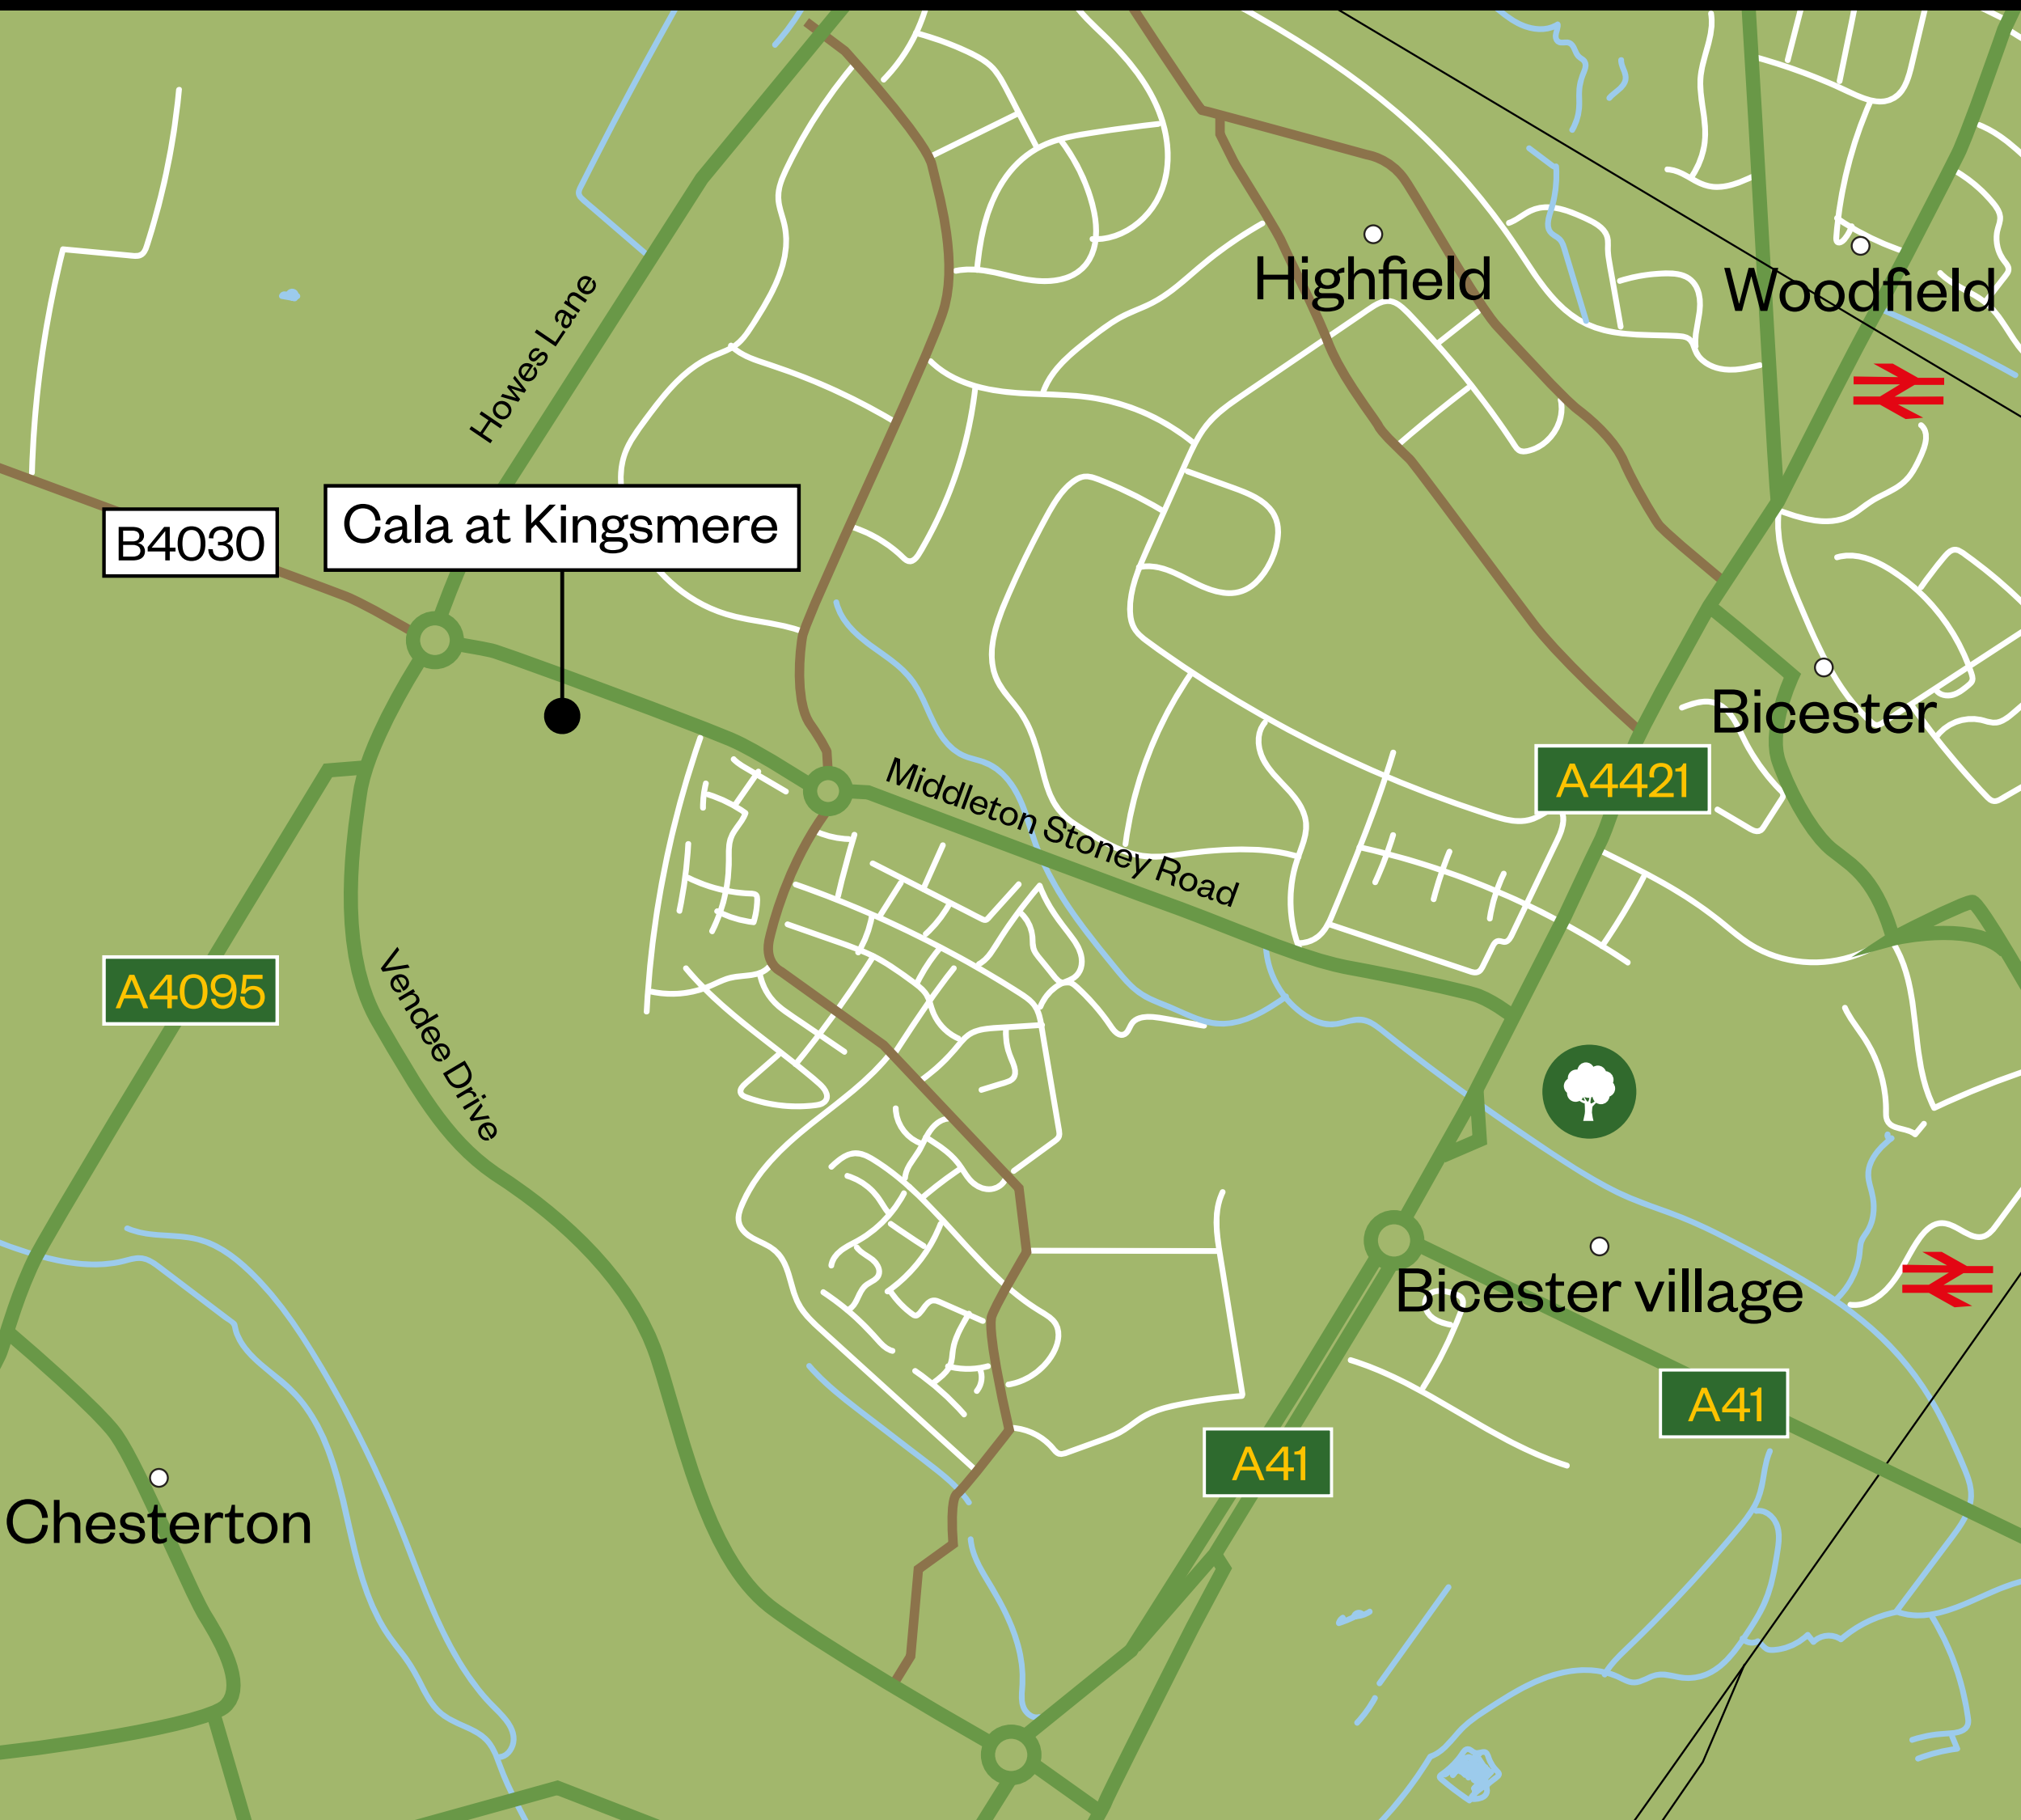 Highfield
Woodfield
Howes Lane
Cala at Kingsmere
B4030
Bicester
A4421
Middleton Stoney Road
A4095
Vendee Drive
Bicester village
A41
A41
Chesterton